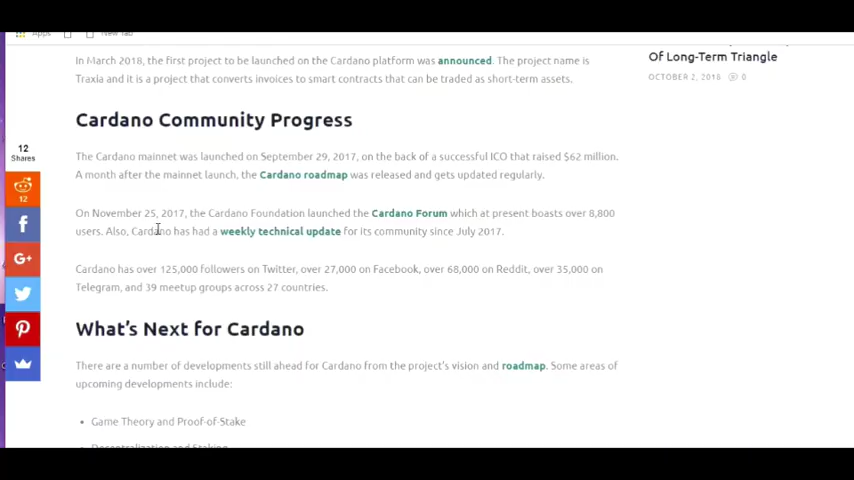 Apps
New Tab
In March 2018, the first project to be launched on the Cardano platform was announced. The project name is
Traxia and it is a project that converts invoices to smart contracts that can be traded as short-term assets.
Of Long-Term Triangle
OCTOBER 2, 2018 0
Cardano Community Progress
12
Shares
The Cardano mainnet was launched on September 29, 2017, on the back of a successful ICO that raised $62 million.
A month after the mainnet launch, the Cardano roadmap was released and gets updated regularly.
12
On November 25, 2017, the Cardano Foundation launched the Cardano Forum which at present boasts over 8,800
users. Also, Cardano has had a weekly technical update for its community since July 2017.
G+
Cardano has over 125,000 followers on Twitter, over 27,000 on Facebook, over 68,000 on Reddit, over 35,000 on
Telegram, and 39 meetup groups across 27 countries.
What's Next for Cardano
There are a number of developments still ahead for Cardano from the project's vision and roadmap. Some areas of
upcoming developments include:
• Game Theory and Proof-of-Stake
Decentralization and Staking